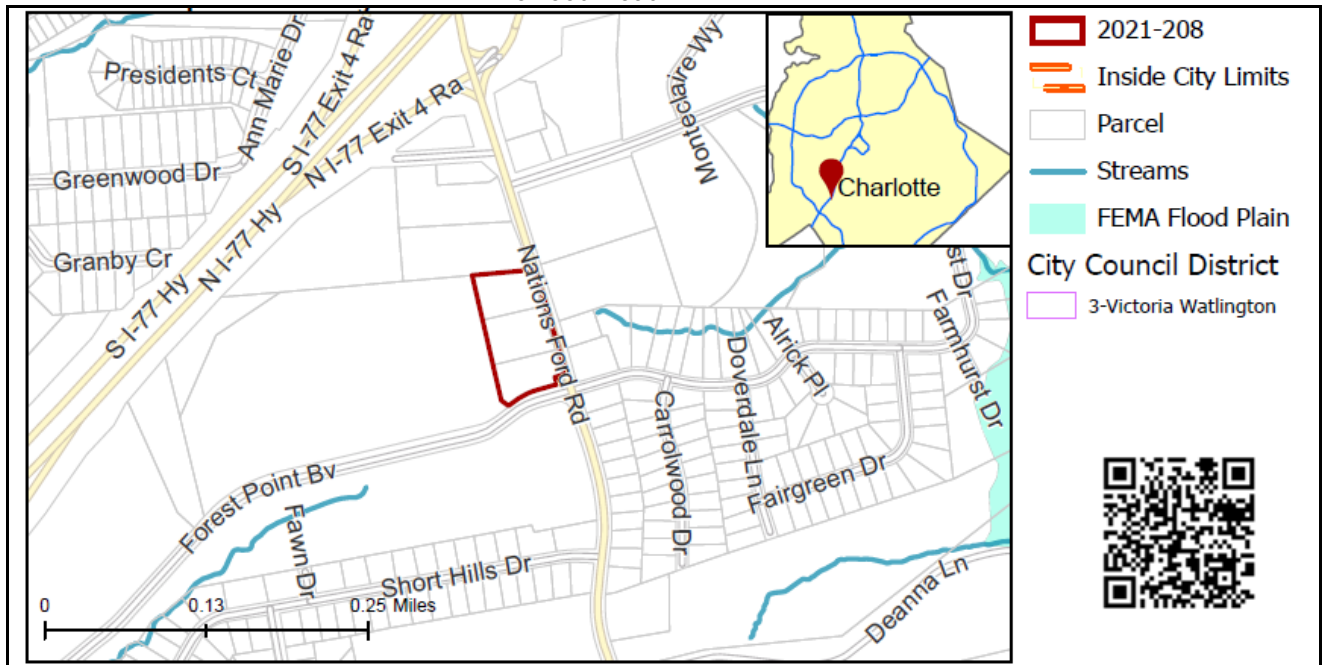 Presidents Ct
Ann Marie Dr
S I-77 Exit 4 Ra
N I-77 Exit 4 Ra
Montclaire Wy
Greenwood Dr
Granby Cr
S I-77 Hy
N I-77 Hy
Nations Ford Rd
Charlotte
st Dr
Farmhurst Dr
Alrick Pl
Doverdale Ln
Carrolwood Dr
Fairgreen Dr
Forest Point Bv
Fawn Dr
Short Hills Dr
Deanna Ln
0 0.13 0.25 Miles
2021-208
Inside City Limits
Parcel
Streams
FEMA Flood Plain
City Council District
3-Victoria Watlington